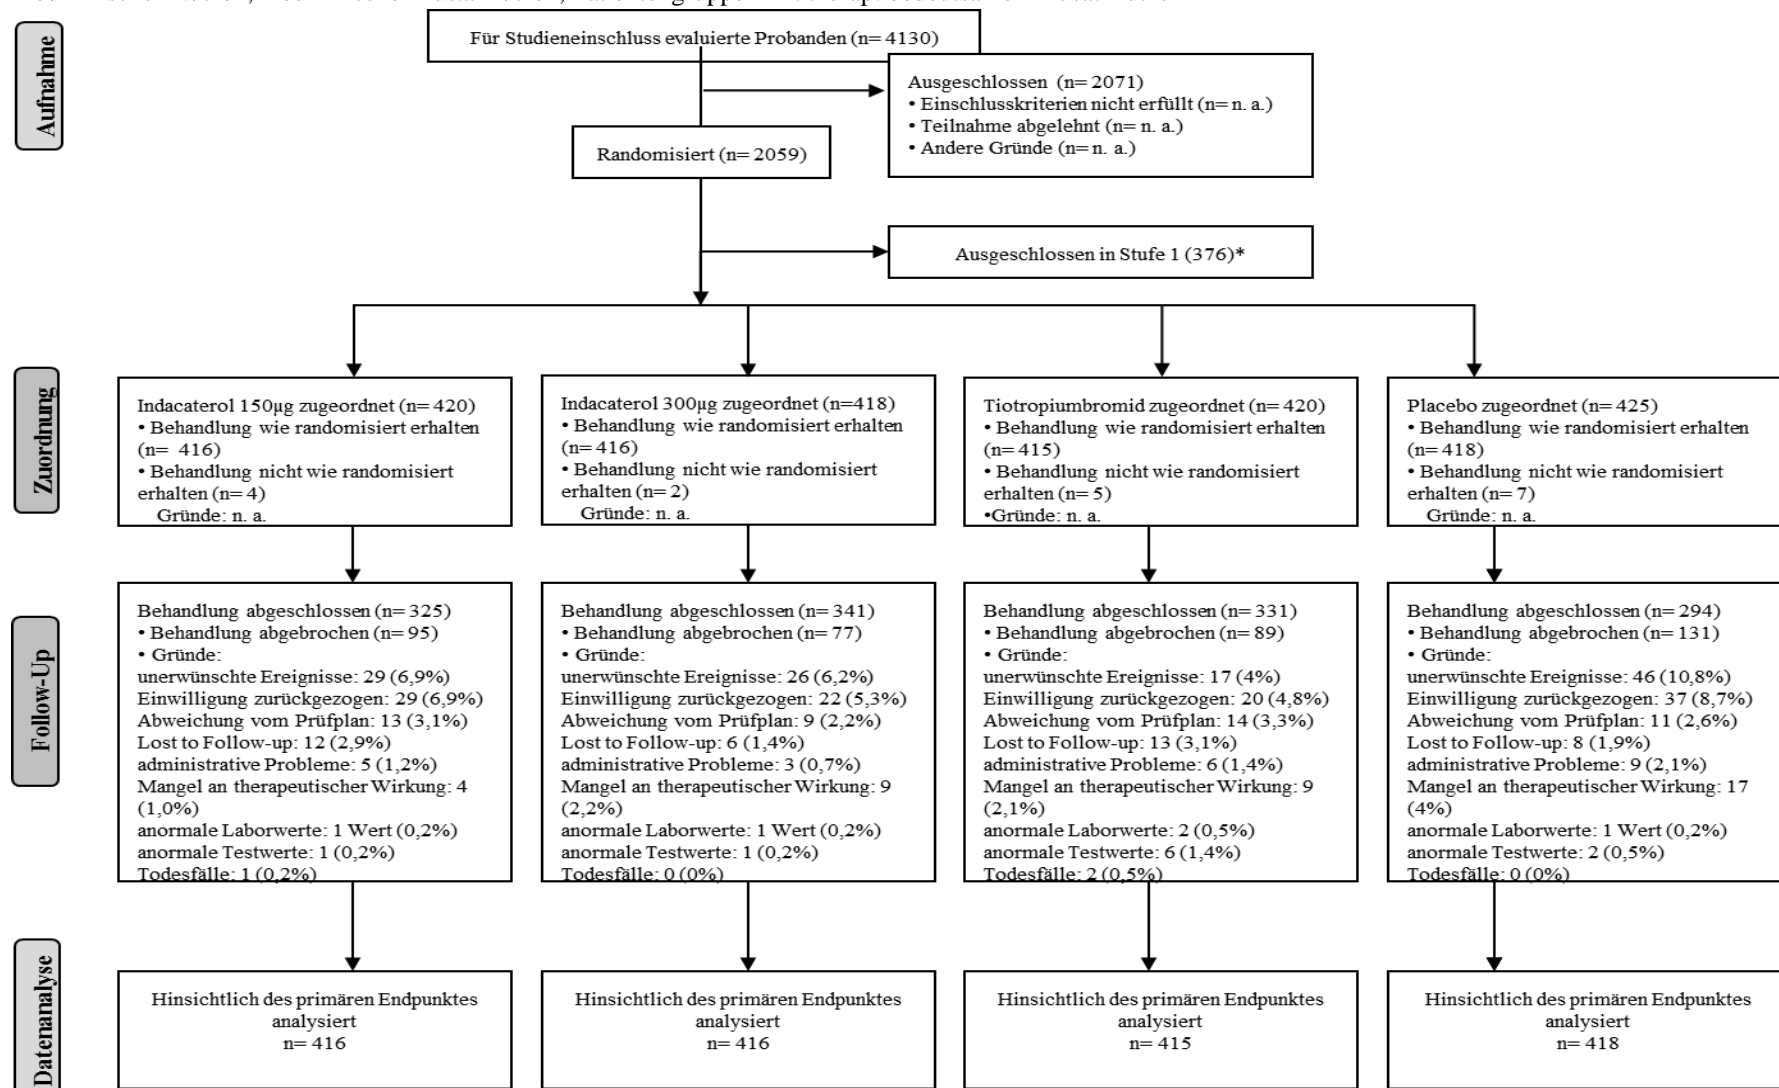 Aufnahme
Für Studieneinschluss evaluierte Probanden (n= 4130)
Ausgeschlossen (n= 2071)
• Einschlusskriterien nicht erfüllt (n= n. a.)
• Teilnahme abgelehnt (n= n. a.)
• Andere Gründe (n= n. a.)
Randomisiert (n= 2059)
Ausgeschlossen in Stufe 1 (376)*
Zuordnung
Indacaterol 150µg zugeordnet (n= 420)
• Behandlung wie randomisiert erhalten
(n= 416)
• Behandlung nicht wie randomisiert
erhalten (n= 4)
Gründe: n. a.
Indacaterol 300µg zugeordnet (n=418)
• Behandlung wie randomisiert erhalten
(n= 416)
• Behandlung nicht wie randomisiert
erhalten (n= 2)
Gründe: n. a.
Tiotropiumbromid zugeordnet (n= 420)
• Behandlung wie randomisiert erhalten
(n= 415)
• Behandlung nicht wie randomisiert
erhalten (n= 5)
•Gründe: n. a.
Placebo zugeordnet (n= 425)
• Behandlung wie randomisiert erhalten
(n= 418)
• Behandlung nicht wie randomisiert
erhalten (n= 7)
Gründe: n. a.
Follow-Up
Behandlung abgeschlossen (n= 325)
• Behandlung abgebrochen (n= 95)
• Gründe:
unerwünschte Ereignisse: 29 (6,9%)
Einwilligung zurückgezogen: 29 (6,9%)
Abweichung vom Prüfplan: 13 (3,1%)
Lost to Follow-up: 12 (2,9%)
administrative Probleme: 5 (1,2%)
Mangel an therapeutischer Wirkung: 4
(1,0%)
anormale Laborwerte: 1 Wert (0,2%)
anormale Testwerte: 1 (0,2%)
Todesfälle: 1 (0,2%)
Behandlung abgeschlossen (n= 341)
• Behandlung abgebrochen (n= 77)
• Gründe:
unerwünschte Ereignisse: 26 (6,2%)
Einwilligung zurückgezogen: 22 (5,3%)
Abweichung vom Prüfplan: 9 (2,2%)
Lost to Follow-up: 6 (1,4%)
administrative Probleme: 3 (0,7%)
Mangel an therapeutischer Wirkung: 9
(2,2%)
anormale Laborwerte: 1 Wert (0,2%)
anormale Testwerte: 1 (0,2%)
Todesfälle: 0 (0%)
Behandlung abgeschlossen (n= 331)
• Behandlung abgebrochen (n= 89)
• Gründe:
unerwünschte Ereignisse: 17 (4%)
Einwilligung zurückgezogen: 20 (4,8%)
Abweichung vom Prüfplan: 14 (3,3%)
Lost to Follow-up: 13 (3,1%)
administrative Probleme: 6 (1,4%)
Mangel an therapeutischer Wirkung: 9
(2,1%)
anormale Laborwerte: 2 (0,5%)
anormale Testwerte: 6 (1,4%)
Todesfälle: 2 (0,5%)
Behandlung abgeschlossen (n= 294)
• Behandlung abgebrochen (n= 131)
• Gründe:
unerwünschte Ereignisse: 46 (10,8%)
Einwilligung zurückgezogen: 37 (8,7%)
Abweichung vom Prüfplan: 11 (2,6%)
Lost to Follow-up: 8 (1,9%)
administrative Probleme: 9 (2,1%)
Mangel an therapeutischer Wirkung: 17
(4%)
anormale Laborwerte: 1 Wert (0,2%)
anormale Testwerte: 2 (0,5%)
Todesfälle: 0 (0%)
Datenanalyse
Hinsichtlich des primären Endpunktes
analysiert
n= 416
Hinsichtlich des primären Endpunktes
analysiert
n= 416
Hinsichtlich des primären Endpunktes
analysiert
n= 415
Hinsichtlich des primären Endpunktes
analysiert
n= 418